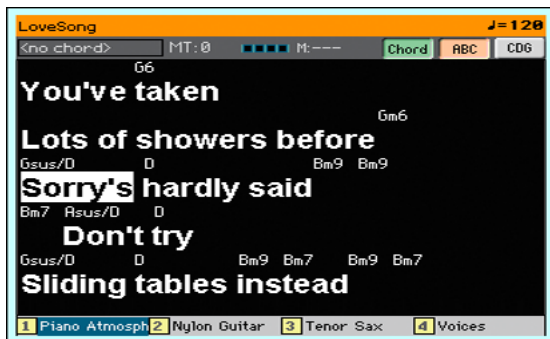 LoveSong ♩=120
<no chord> MT:0 M:--- Chord ABC CDG
G6
You've taken
Gm6
Lots of showers before
Gsus/D D Bm9 Bm9
Sorry's hardly said
Bm7 Asus/D D
Don't try
Gsus/D D Bm9 Bm7 Bm9 Bm7
Sliding tables instead
1 Piano Atmosph 2 Nylon Guitar 3 Tenor Sax 4 Voices